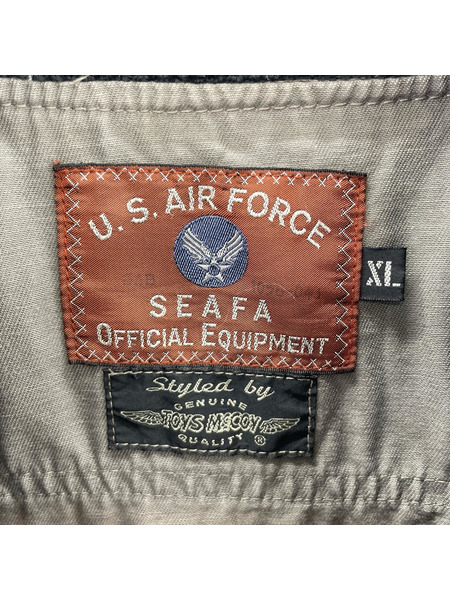 U. S. AIR FORCE
SEAFA
OFFICIAL EQUIPMENT
XL
Styled by
GENUINE
TOYS McCOY
QUALITY ®